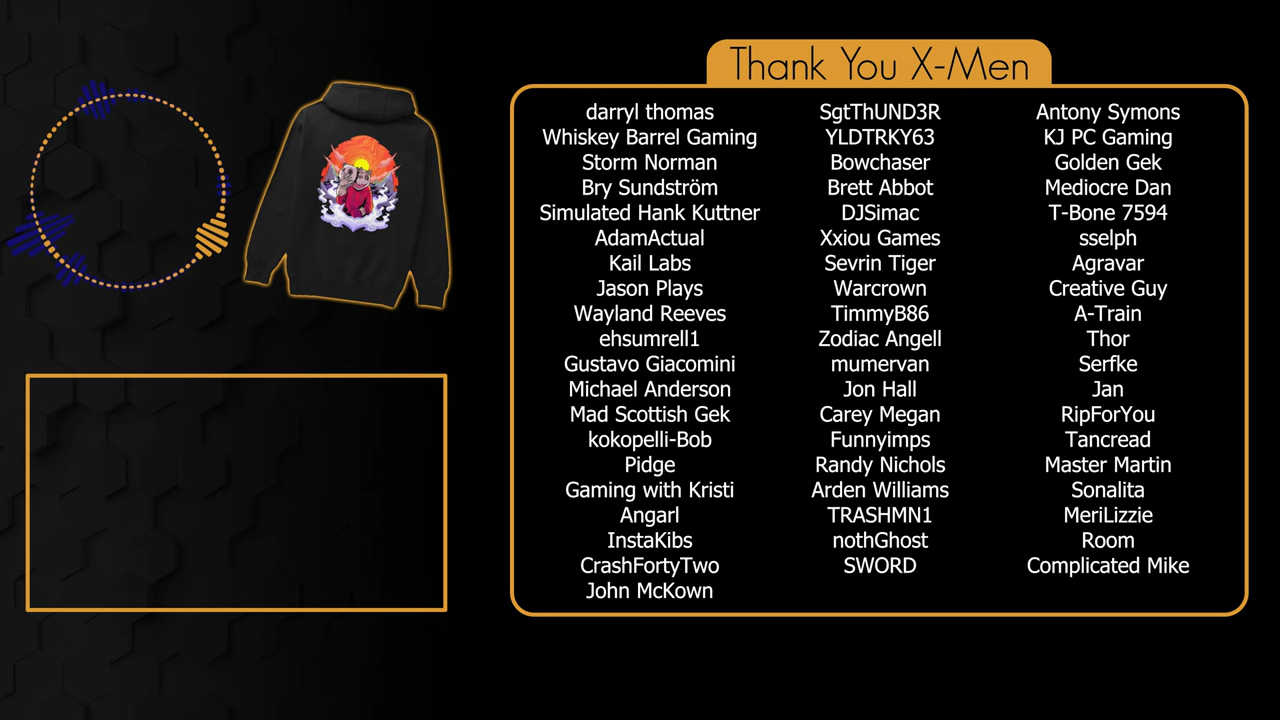 Thank You X-Men
darryl thomas
Whiskey Barrel Gaming
Storm Norman
Bry Sundström
Simulated Hank Kuttner
AdamActual
Kail Labs
Jason Plays
Wayland Reeves
ehsumrell1
Gustavo Giacomini
Michael Anderson
Mad Scottish Gek
kokopelli-Bob
Pidge
Gaming with Kristi
Angarl
InstaKibs
CrashFortyTwo
John McKown
SgtThUND3R
YLDTRKY63
Bowchaser
Brett Abbot
DJSimac
Xxiou Games
Sevrin Tiger
Warcrown
TimmyB86
Zodiac Angell
mumervan
Jon Hall
Carey Megan
Funnyimps
Randy Nichols
Arden Williams
TRASHMN1
nothGhost
SWORD
Antony Symons
KJ PC Gaming
Golden Gek
Mediocre Dan
T-Bone 7594
sselph
Agravar
Creative Guy
A-Train
Thor
Serfke
Jan
RipForYou
Tancread
Master Martin
Sonalita
MeriLizzie
Room
Complicated Mike